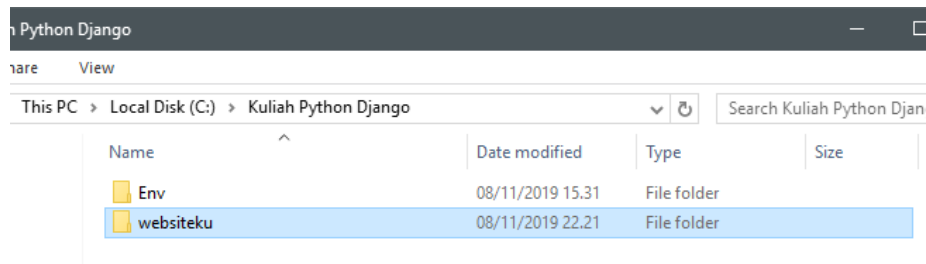 n Python Django
hare View
This PC > Local Disk (C:) > Kuliah Python Django Search Kuliah Python Djan
Name Date modified Type Size
Env 08/11/2019 15.31 File folder
websiteku 08/11/2019 22.21 File folder